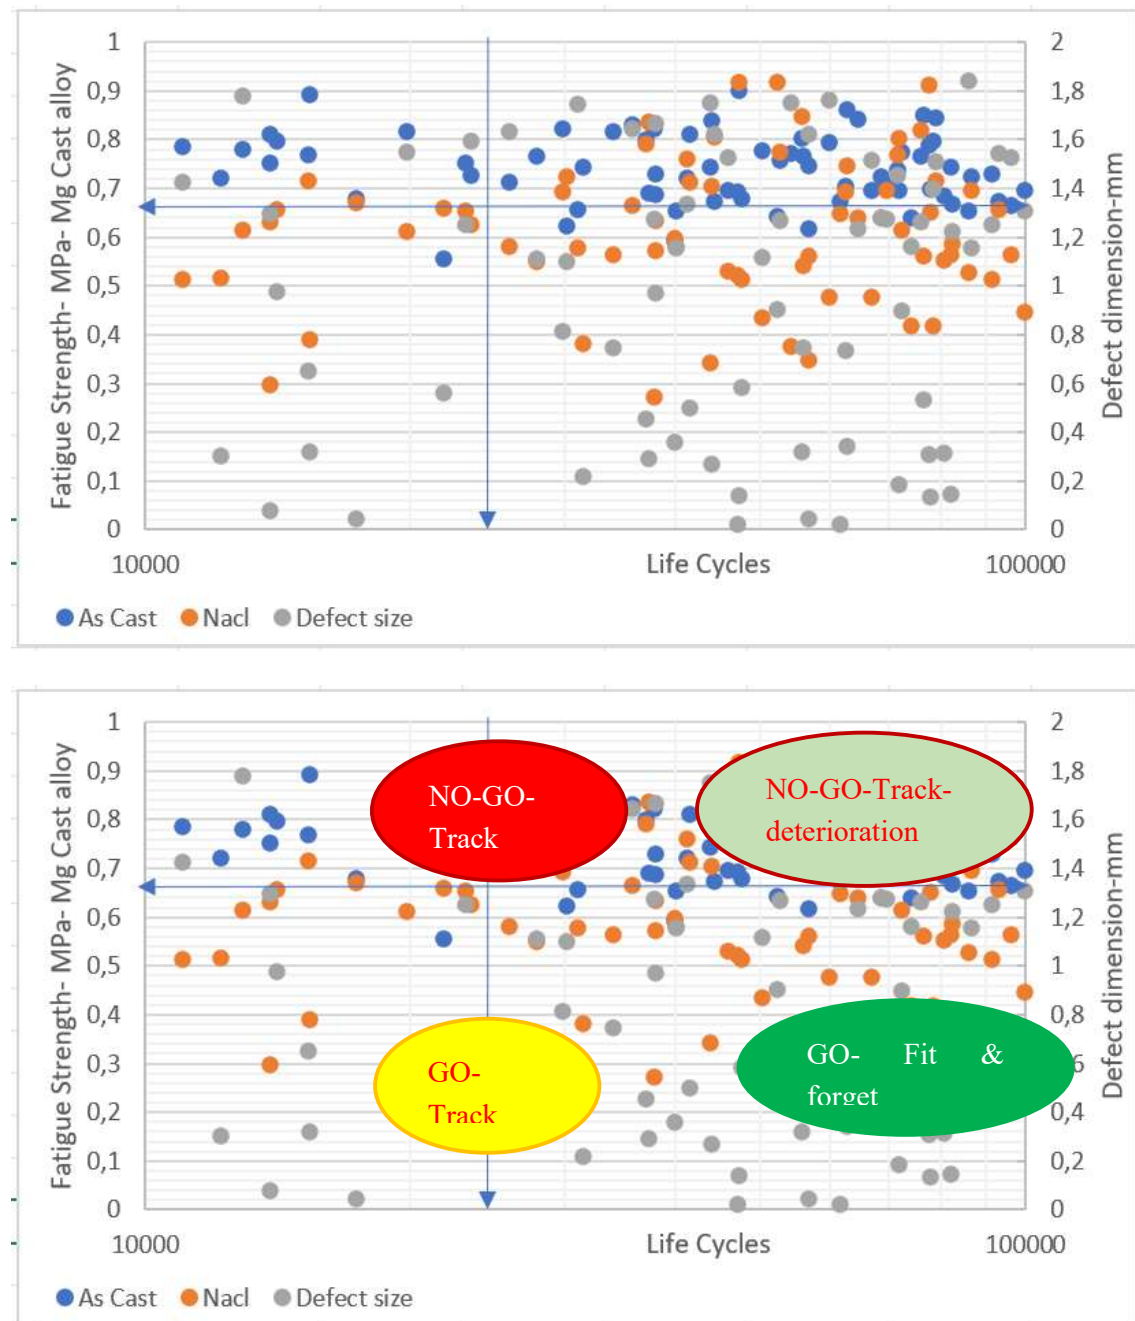 Fatigue Strength- MPa- Mg Cast alloy
1
0,9
0,8
0,7
0,6
0,5
0,4
0,3
0,2
0,1
0
2
1,8
1,6
1,4
1,2
1
0,8
0,6
0,4
0,2
0
Defect dimension-mm
10000
Life Cycles
100000
As Cast
Nacl
Defect size
Fatigue Strength- MPa- Mg Cast alloy
1
0,9
0,8
0,7
0,6
0,5
0,4
0,3
0,2
0,1
0
NO-GO-
Track
NO-GO-Track-
deterioration
GO-
Track
GO- Fit &
forget
2
1,8
1,6
1,4
1,2
1
0,8
6
0,4
0,2
0
Defect dimension-mm
10000
Life Cycles
100000
As Cast
Nacl
Defect size